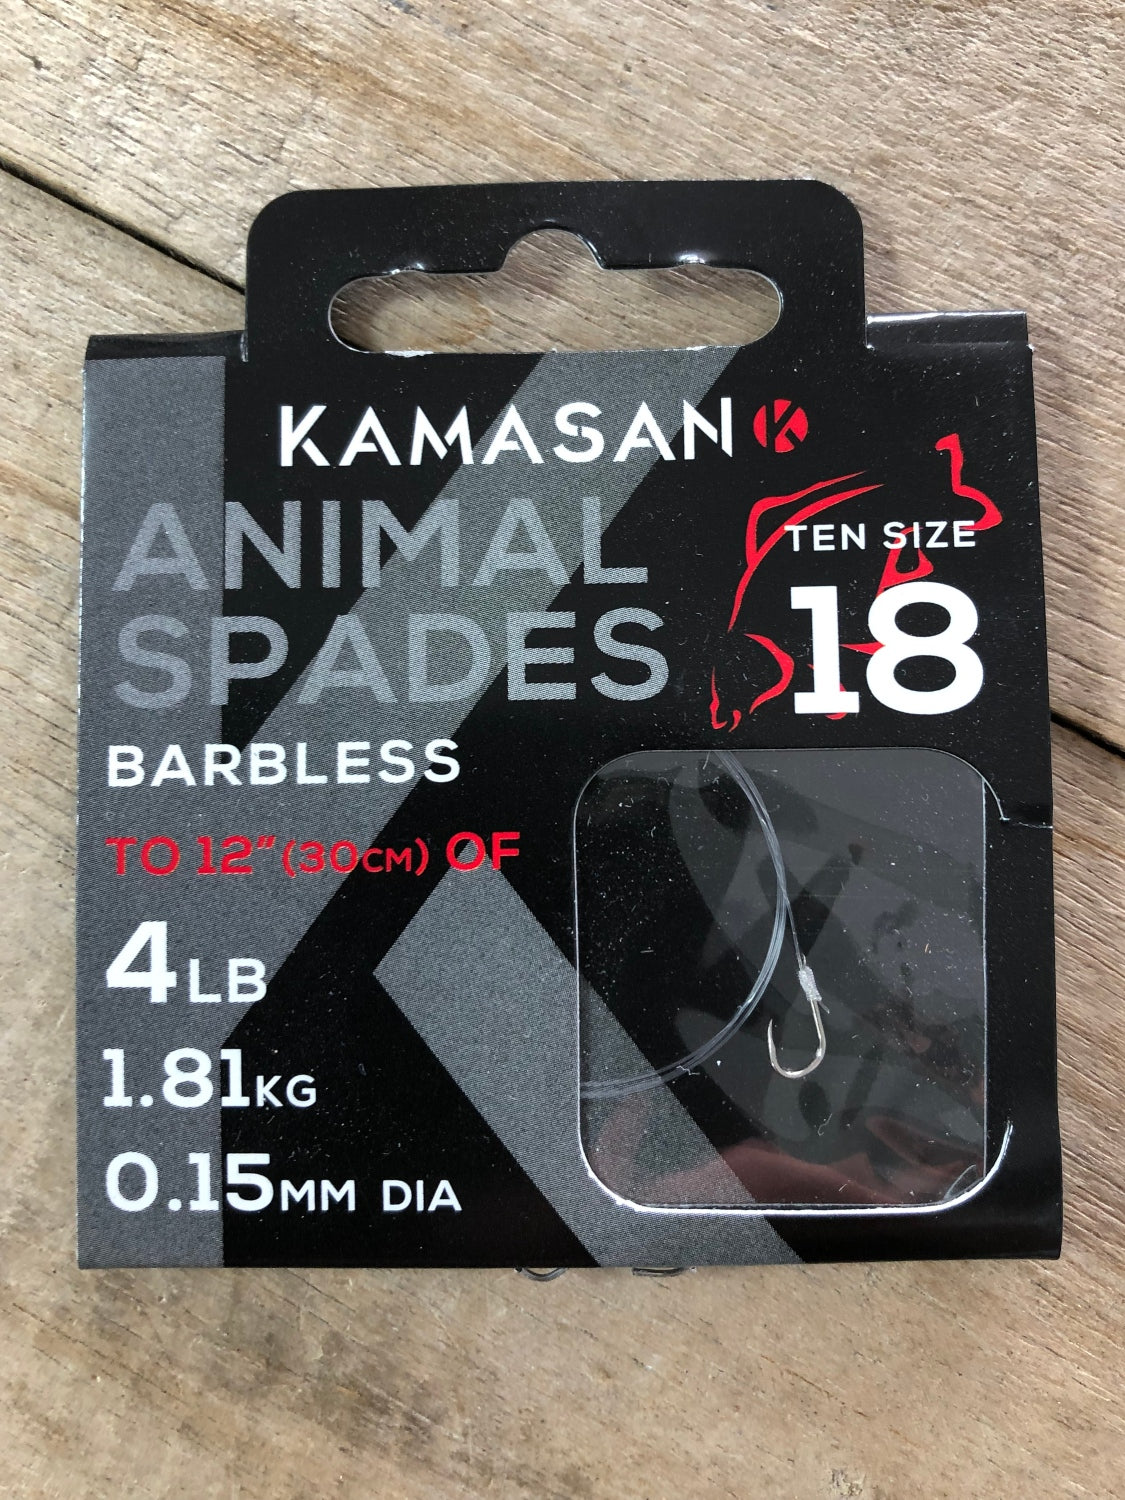 KAMASAN
ANIMAL
SPADES
TEN SIZE
18
BARBLESS
TO 12" (30CM) OF
4LB
1.81KG
0.15MM DIA